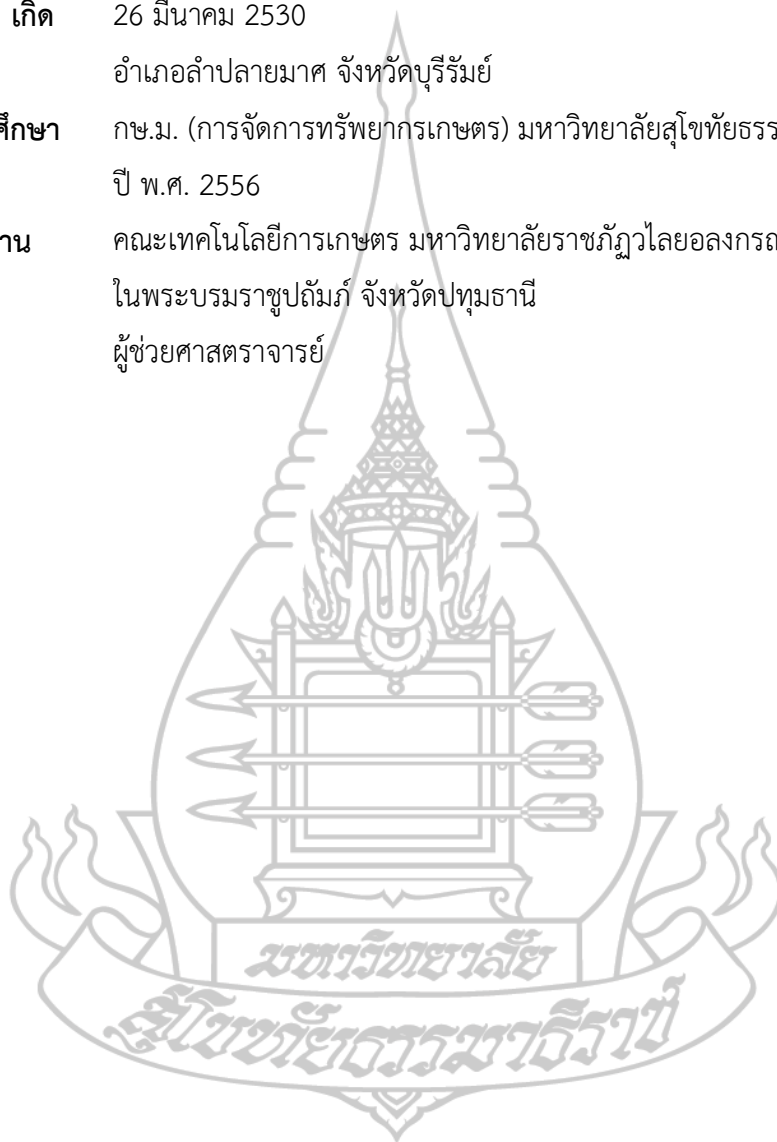 เกิด 26 มีนาคม 2530
อำเภอลำปลายมาศ จังหวัดบุรีรัมย์
ศึกษา กษ.ม. (การจัดการทรัพยากรเกษตร) มหาวิทยาลัยสุโขทัยธรร
ปี พ.ศ. 2556
าน คณะเทคโนโลยีการเกษตร มหาวิทยาลัยราชภัฏวไลยอลงกรณ
ในพระบรมราชูปถัมภ์ จังหวัดปทุมธานี
ผู้ช่วยศาสตราจารย์
มหาวิทยาลัย
สุโขทัยธรรมาธิราช